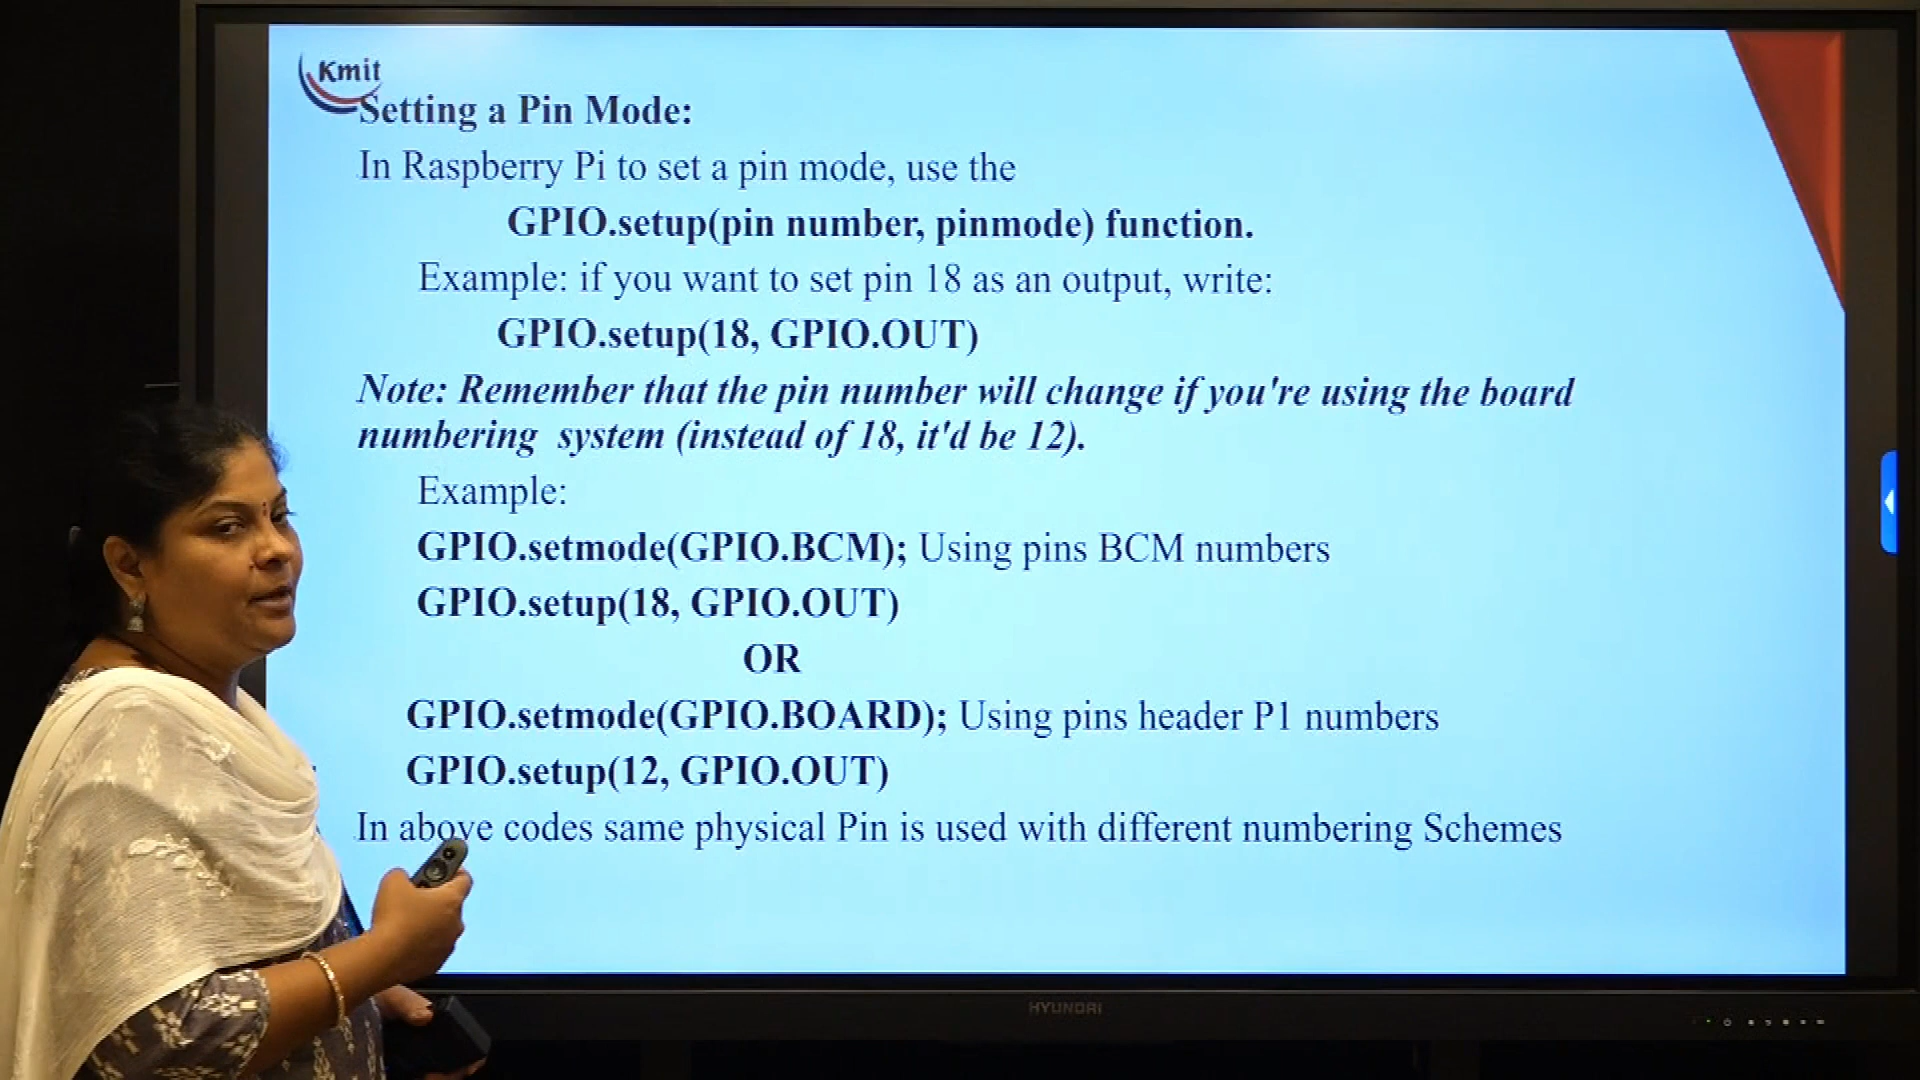 Kmit
Setting a Pin Mode:
In Raspberry Pi to set a pin mode, use the
GPIO.setup(pin number, pinmode) function.
Example: if you want to set pin 18 as an output, write:
GPIO.setup(18, GPIO.OUT)
Note: Remember that the pin number will change if you're using the board
numbering system (instead of 18, it'd be 12).
Example:
GPIO.setmode(GPIO.BCM); Using pins BCM numbers
GPIO.setup(18, GPIO.OUT)
OR
GPIO.setmode(GPIO.BOARD); Using pins header P1 numbers
GPIO.setup(12, GPIO.OUT)
In above codes same physical Pin is used with different numbering Schemes
HYUNDAI